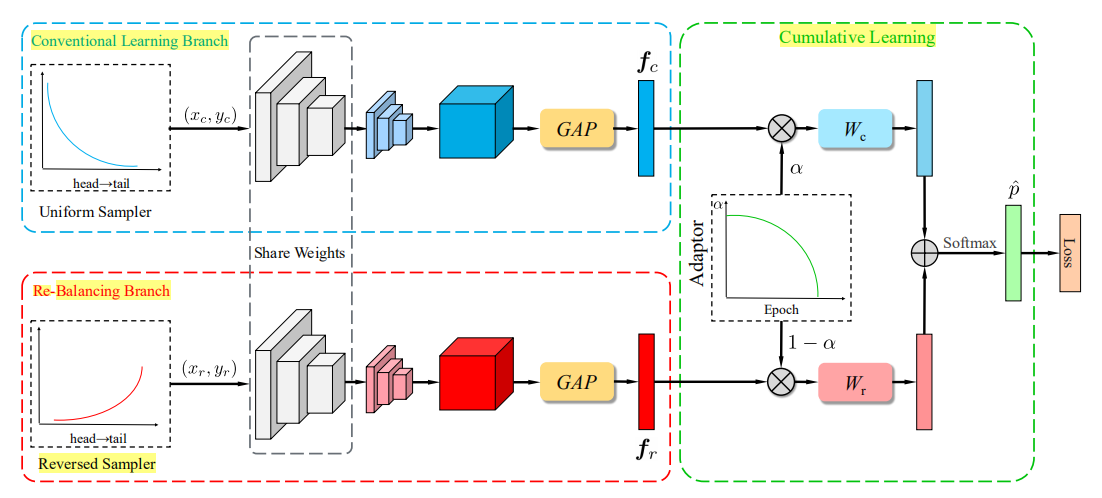 Conventional Learning Branch
(x_c, y_c)
head→tail
Uniform Sampler
GAP
f_c
Share Weights
Re-Balancing Branch
(x_r, y_r)
head→tail
Reversed Sampler
GAP
f_r
Cumulative Learning
W_c
α
Adaptor
α
Epoch
1 − α
W_r
Softmax
p̂
Loss